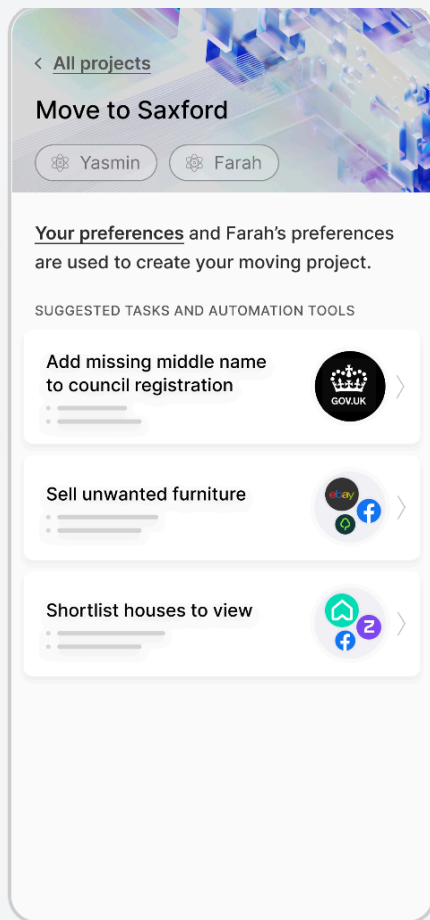 All projects
Move to Saxford
Yasmin
Farah
Your preferences and Farah’s preferences
are used to create your moving project.
SUGGESTED TASKS AND AUTOMATION TOOLS
Add missing middle name
to council registration
GOV.UK
Sell unwanted furniture
ebay
Shortlist houses to view